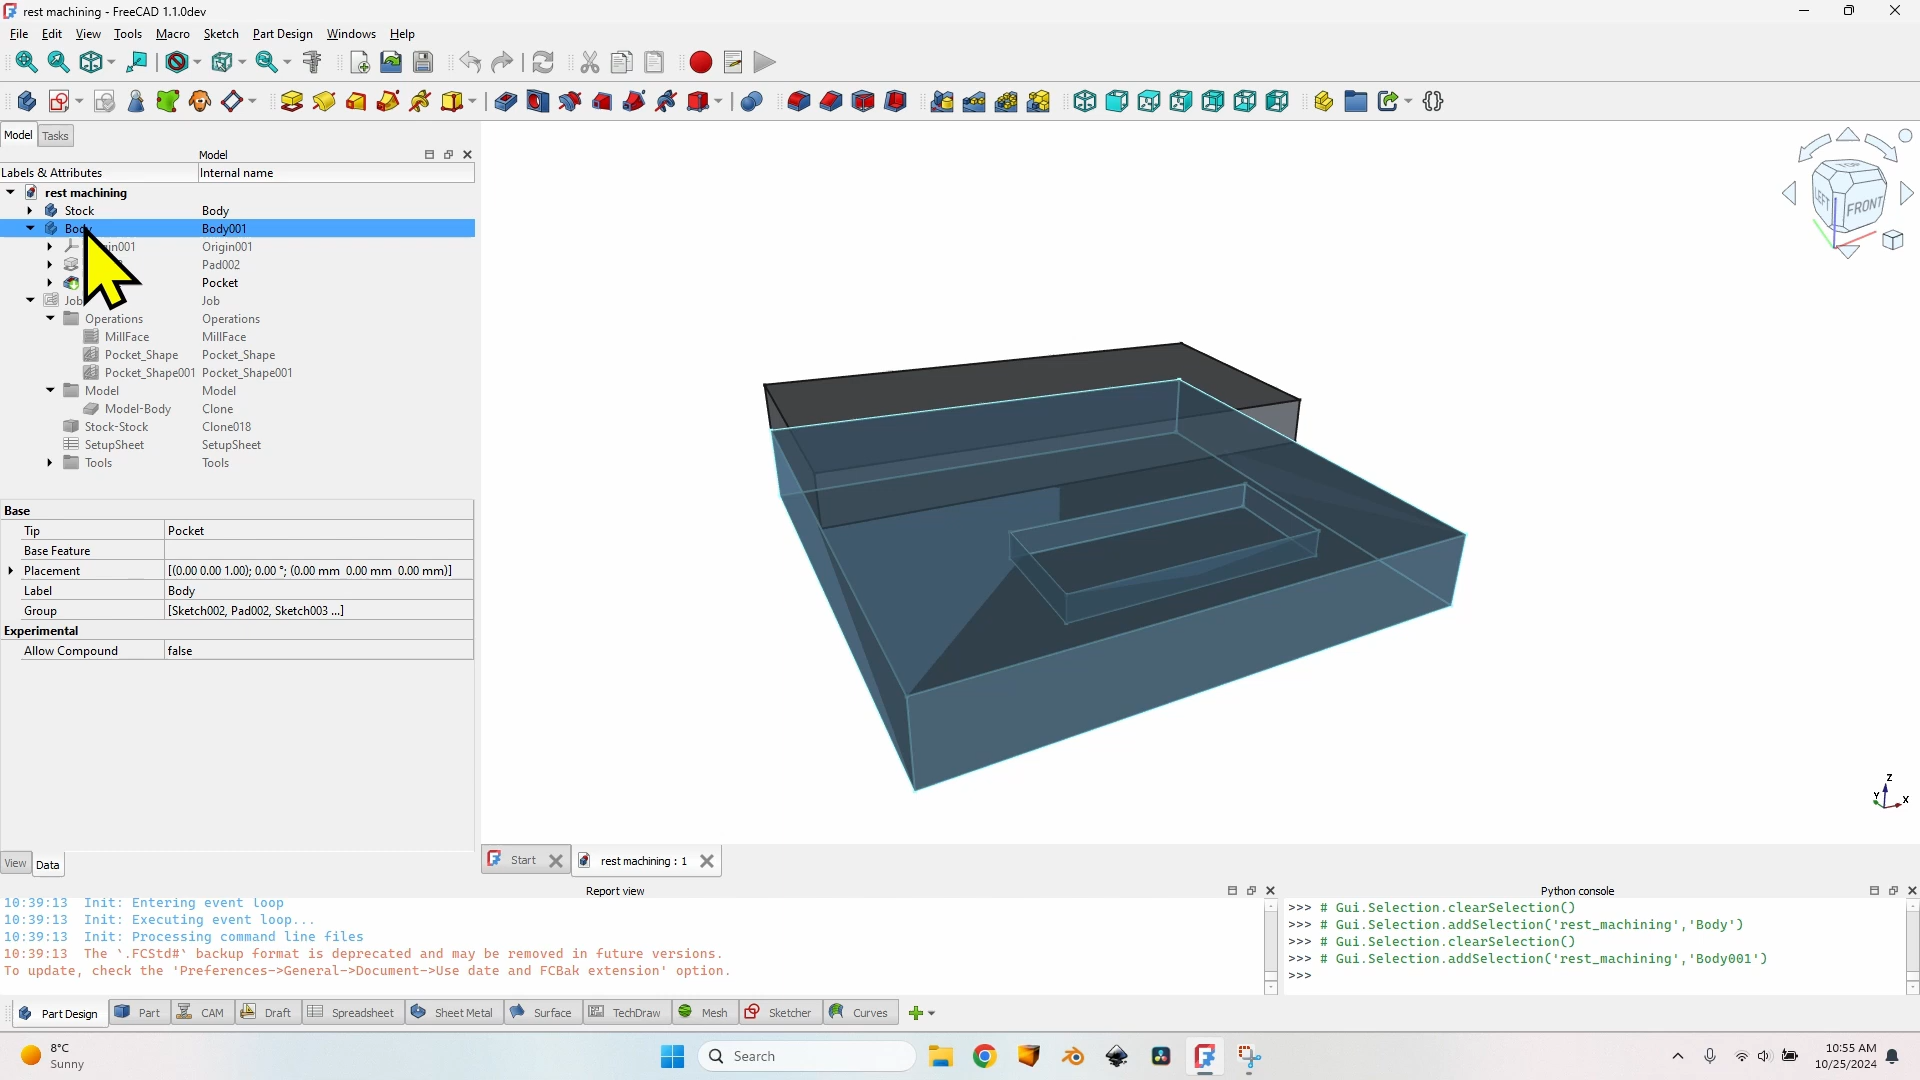 rest machining - FreeCAD 1.1.0dev
File Edit View Tools Macro Sketch Part Design Windows Help
Model Tasks
Model
Labels & Attributes Internal name
rest machining
Stock Body
Body Body001
in001 Origin001
Pad002
Pocket
Job Job
Operations Operations
MillFace MillFace
Pocket_Shape Pocket_Shape
Pocket_Shape001 Pocket_Shape001
Model Model
Model-Body Clone
Stock-Stock Clone018
SetupSheet SetupSheet
Tools Tools
Base
Tip Pocket
Base Feature
Placement [(0.00 0.00 1.00); 0.00 °; (0.00 mm 0.00 mm 0.00 mm)]
Label Body
Group [Sketch002, Pad002, Sketch003 ...]
Experimental
Allow Compound false
TOP
LEFT
FRONT
Z
Y
X
View Data
Start rest machining : 1
Report view
10:39:13 Init: Entering event loop
10:39:13 Init: Executing event loop...
10:39:13 Init: Processing command line files
10:39:13 The `.FCStd#` backup format is deprecated and may be removed in future versions.
To update, check the 'Preferences->General->Document->Use date and FCBak extension' option.
Python console
>>> # Gui.Selection.clearSelection()
>>> # Gui.Selection.addSelection('rest_machining','Body')
>>> # Gui.Selection.clearSelection()
>>> # Gui.Selection.addSelection('rest_machining','Body001')
>>>
Part Design Part CAM Draft Spreadsheet Sheet Metal Surface TechDraw Mesh Sketcher Curves
8°C
Sunny
Search
10:55 AM
10/25/2024